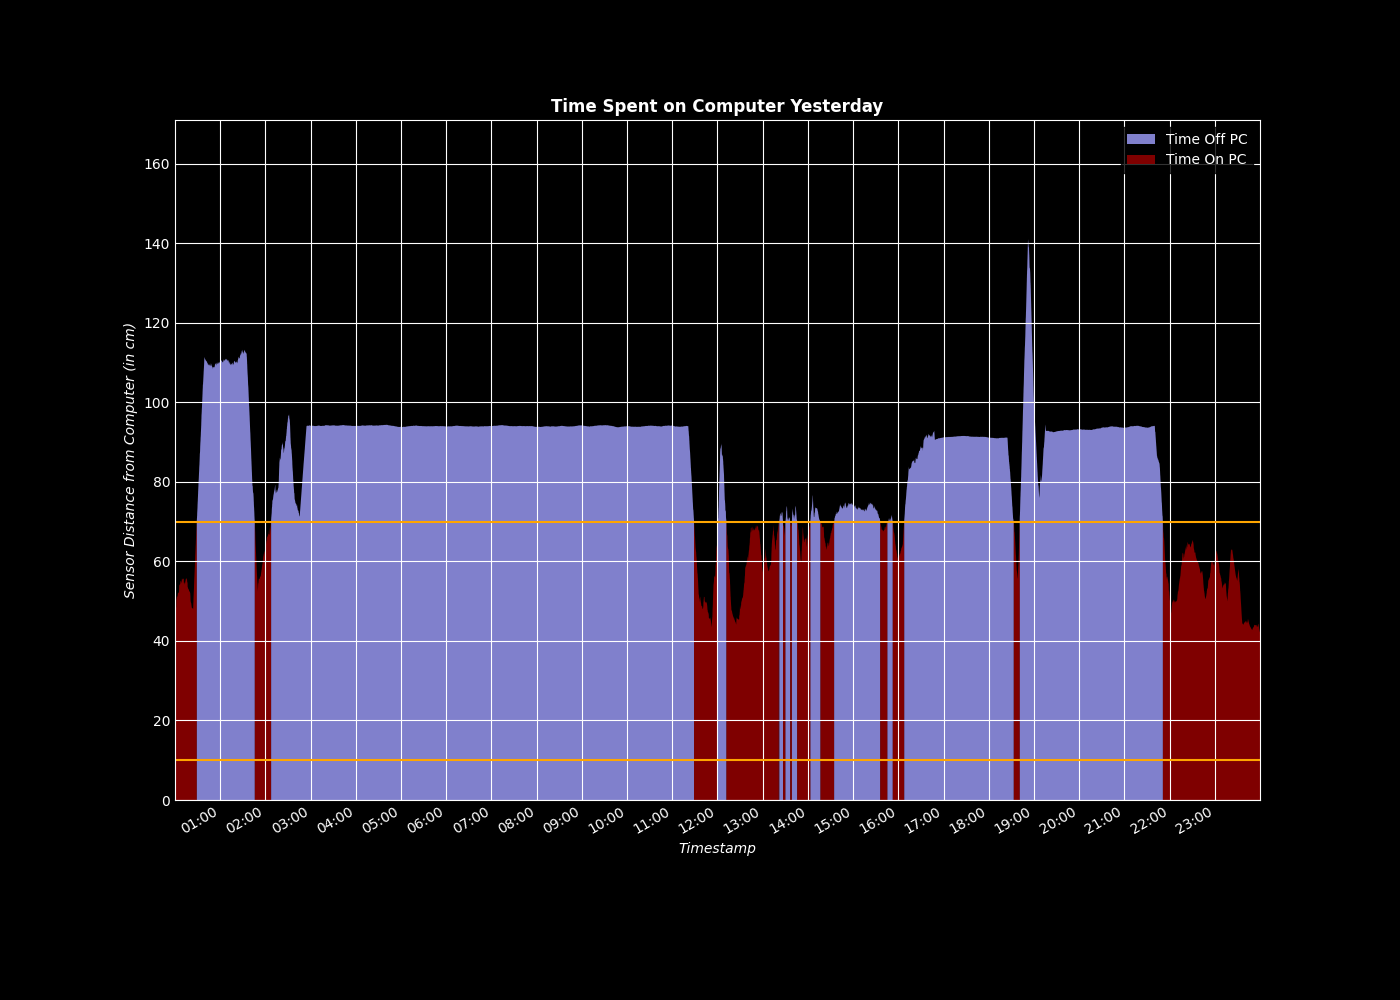 Time Spent on Computer Yesterday
Time Off PC
Time On PC
Sensor Distance from Computer (in cm)
160
140
120
100
80
60
40
20
0
01:00 02:00 03:00 04:00 05:00 06:00 07:00 08:00 09:00 10:00 11:00 12:00 13:00 14:00 15:00 16:00 17:00 18:00 19:00 20:00 21:00 22:00 23:00
Timestamp